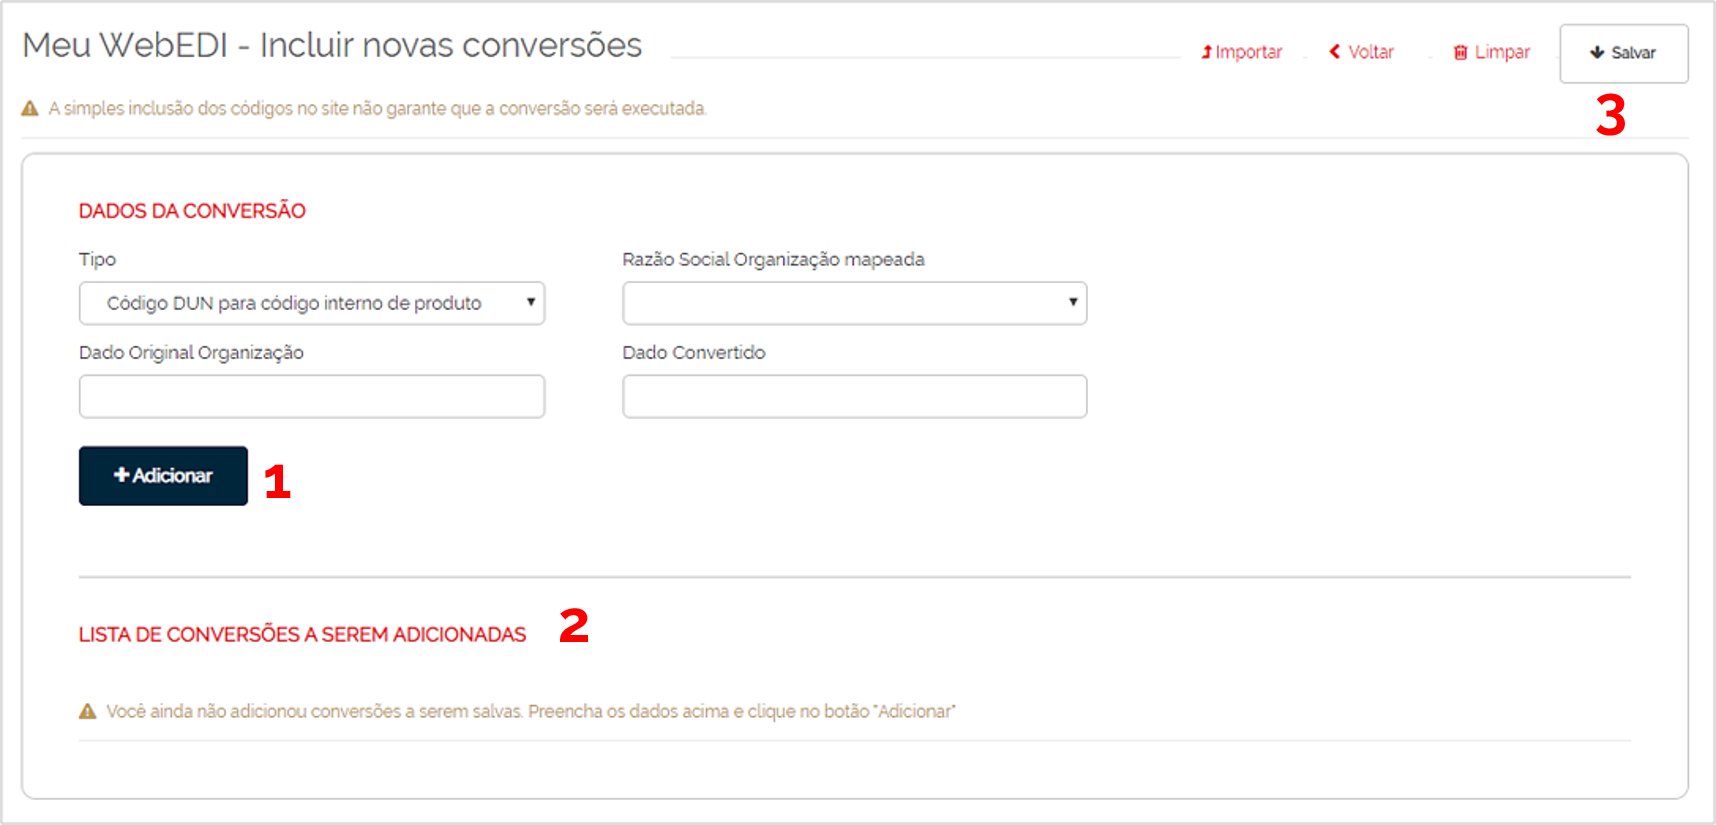 Meu WebEDI - Incluir novas conversões
Importar
Voltar
Limpar
Salvar
3
A simples inclusão dos códigos no site não garante que a conversão será executada.
DADOS DA CONVERSÃO
Tipo
Razão Social Organização mapeada
Código DUN para código interno de produto
Dado Original Organização
Dado Convertido
+Adicionar
1
LISTA DE CONVERSÕES A SEREM ADICIONADAS
2
Você ainda não adicionou conversões a serem salvas. Preencha os dados acima e clique no botão "Adicionar"